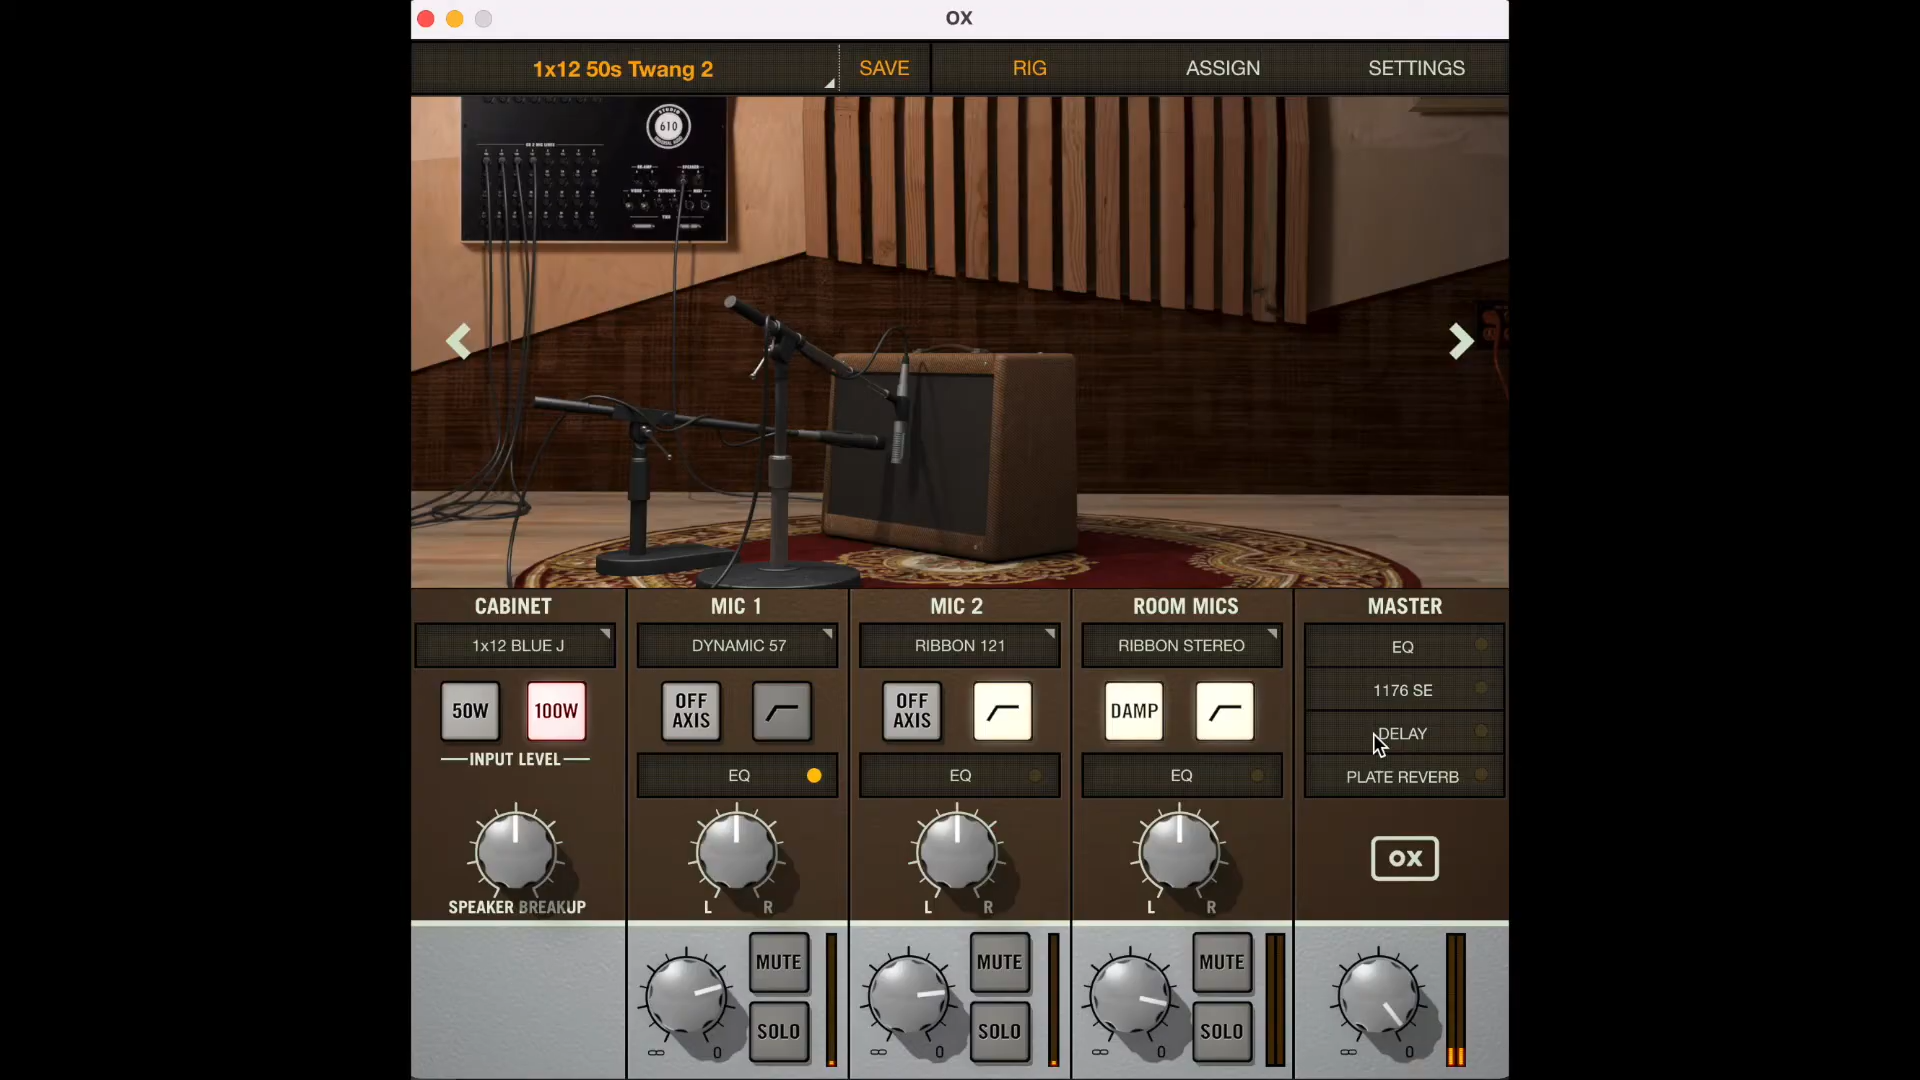 OX
1x12 50s Twang 2
SAVE
RIG
ASSIGN
SETTINGS
610
CABINET
MIC 1
MIC 2
ROOM MICS
MASTER
1x12 BLUE J
DYNAMIC 57
RIBBON 121
RIBBON STEREO
EQ
1176 SE
DELAY
PLATE REVERB
50W
100W
OFF
AXIS
OFF
AXIS
DAMP
INPUT LEVEL
EQ
EQ
EQ
OX
SPEAKER BREAKUP
L R
L R
L R
MUTE
MUTE
MUTE
SOLO
SOLO
SOLO
∞ 0
∞ 0
∞ 0
∞ 0